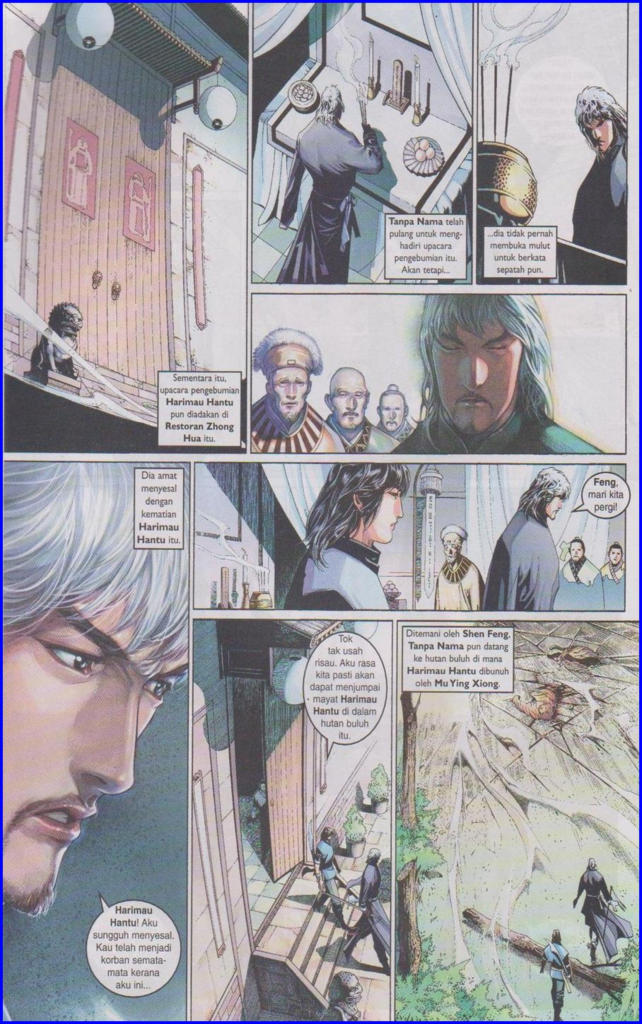 Tanpa Nama telah
pulang untuk meng-
hadiri upacara
pengebumian itu.
Akan tetapi...
...dia tidak pernah
membuka mulut
untuk berkata
sepatah pun.
Sementara itu,
upacara pengebumian
Harimau Hantu
pun diadakan di
Restoran Zhong
Hua itu.
Dia amat
menyesal
dengan
kematian
Harimau
Hantu itu.
Feng,
mari kita
pergi!
Harimau
Hantu! Aku
sungguh menyesal.
Kau telah menjadi
korban semata-
mata kerana
aku ini...
Tok
tak usah
risau. Aku rasa
kita pasti akan
dapat menjumpai
mayat Harimau
Hantu di dalam
hutan buluh
itu.
Ditemani oleh Shen Feng,
Tanpa Nama pun datang
ke hutan buluh di mana
Harimau Hantu dibunuh
oleh Mu Ying Xiong.